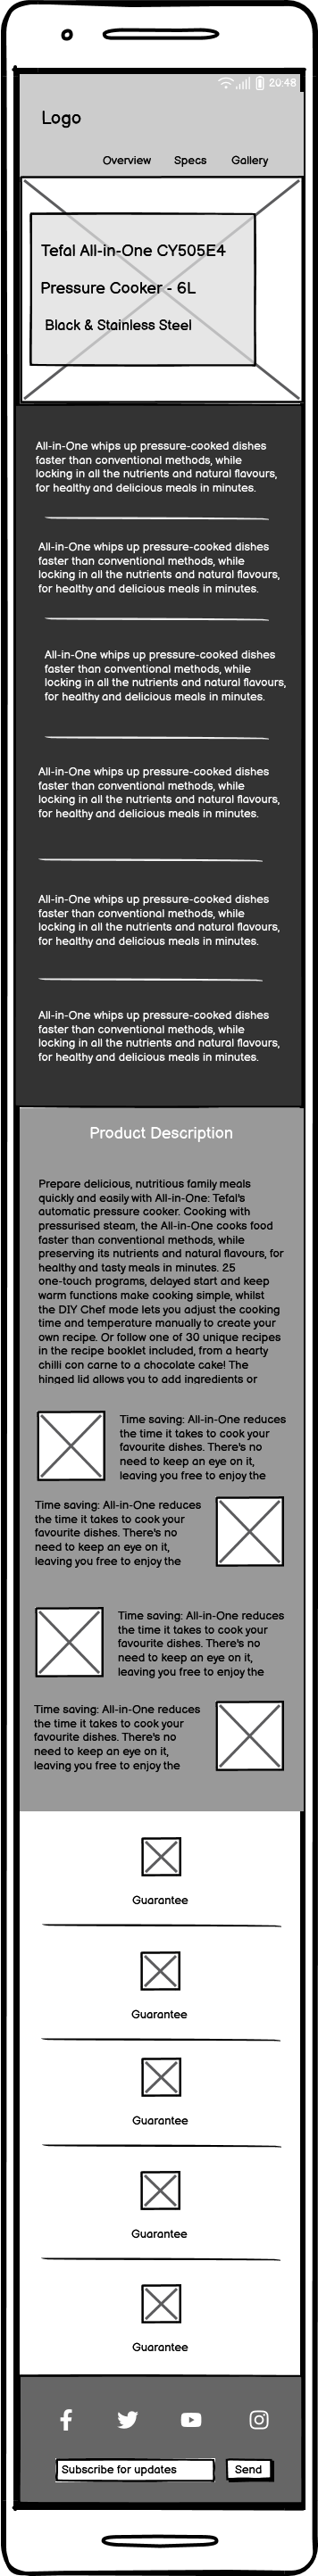 20:48
Logo
Overview Specs Gallery
Tefal All-in-One CY505E4
Pressure Cooker - 6L
Black & Stainless Steel
All-in-One whips up pressure-cooked dishes
faster than conventional methods, while
locking in all the nutrients and natural flavours,
for healthy and delicious meals in minutes.
All-in-One whips up pressure-cooked dishes
faster than conventional methods, while
locking in all the nutrients and natural flavours,
for healthy and delicious meals in minutes.
All-in-One whips up pressure-cooked dishes
faster than conventional methods, while
locking in all the nutrients and natural flavours,
for healthy and delicious meals in minutes.
All-in-One whips up pressure-cooked dishes
faster than conventional methods, while
locking in all the nutrients and natural flavours,
for healthy and delicious meals in minutes.
All-in-One whips up pressure-cooked dishes
faster than conventional methods, while
locking in all the nutrients and natural flavours,
for healthy and delicious meals in minutes.
All-in-One whips up pressure-cooked dishes
faster than conventional methods, while
locking in all the nutrients and natural flavours,
for healthy and delicious meals in minutes.
Product Description
Prepare delicious, nutritious family meals
quickly and easily with All-in-One: Tefal's
automatic pressure cooker. Cooking with
pressurised steam, the All-in-One cooks food
faster than conventional methods, while
preserving its nutrients and natural flavours, for
healthy and tasty meals in minutes. 25
one-touch programs, delayed start and keep
warm functions make cooking simple, whilst
the DIY Chef mode lets you adjust the cooking
time and temperature manually to create your
own recipe. Or follow one of 30 unique recipes
in the recipe booklet included, from a hearty
chilli con carne to a chocolate cake! The
hinged lid allows you to add ingredients or
Time saving: All-in-One reduces
the time it takes to cook your
favourite dishes. There's no
need to keep an eye on it,
leaving you free to enjoy the
Time saving: All-in-One reduces
the time it takes to cook your
favourite dishes. There's no
need to keep an eye on it,
leaving you free to enjoy the
Time saving: All-in-One reduces
the time it takes to cook your
favourite dishes. There's no
need to keep an eye on it,
leaving you free to enjoy the
Time saving: All-in-One reduces
the time it takes to cook your
favourite dishes. There's no
need to keep an eye on it,
leaving you free to enjoy the
Guarantee
Guarantee
Guarantee
Guarantee
Guarantee
Subscribe for updates Send